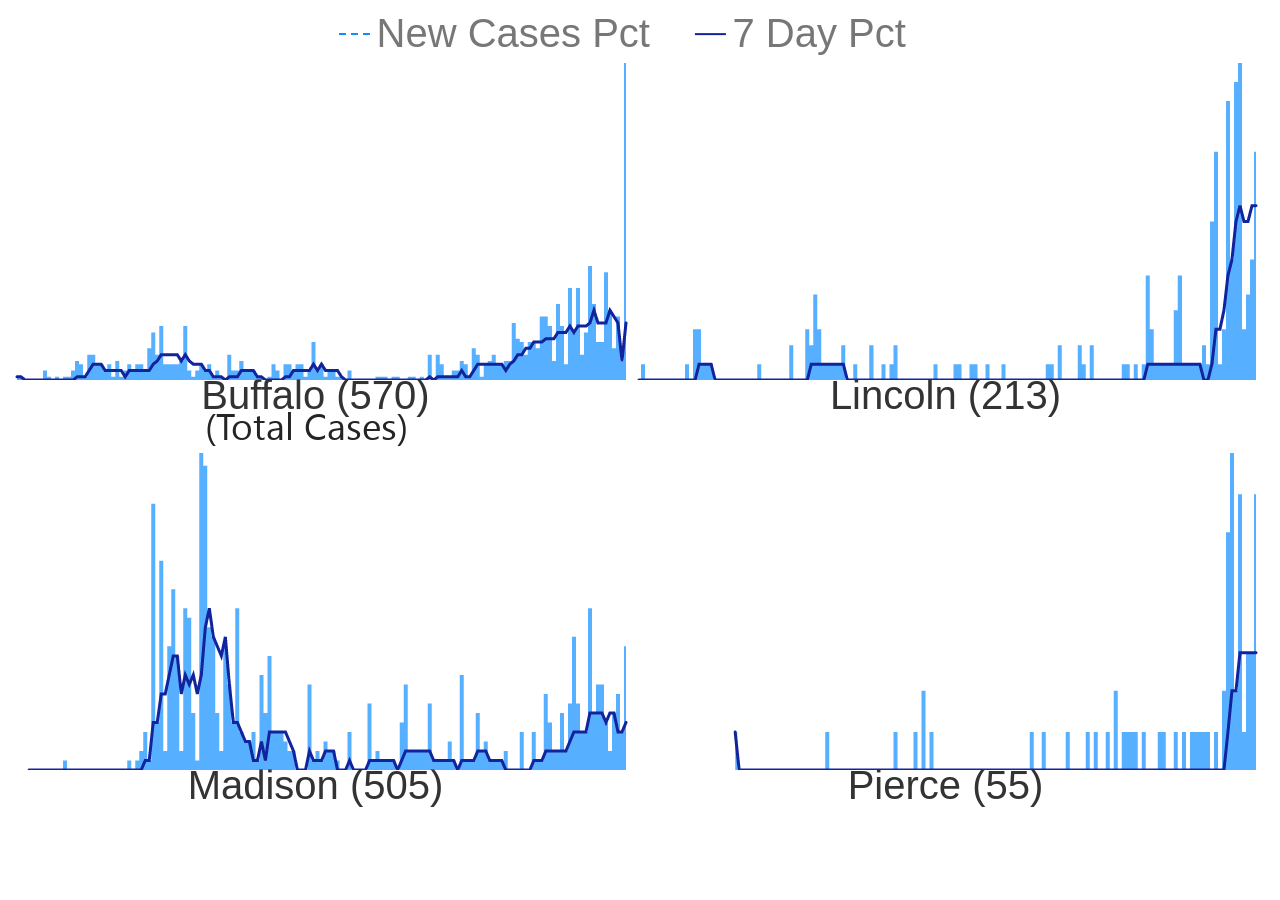 New Cases Pct 7 Day Pct
Buffalo (570)
(Total Cases)
Lincoln (213)
Madison (505)
Pierce (55)